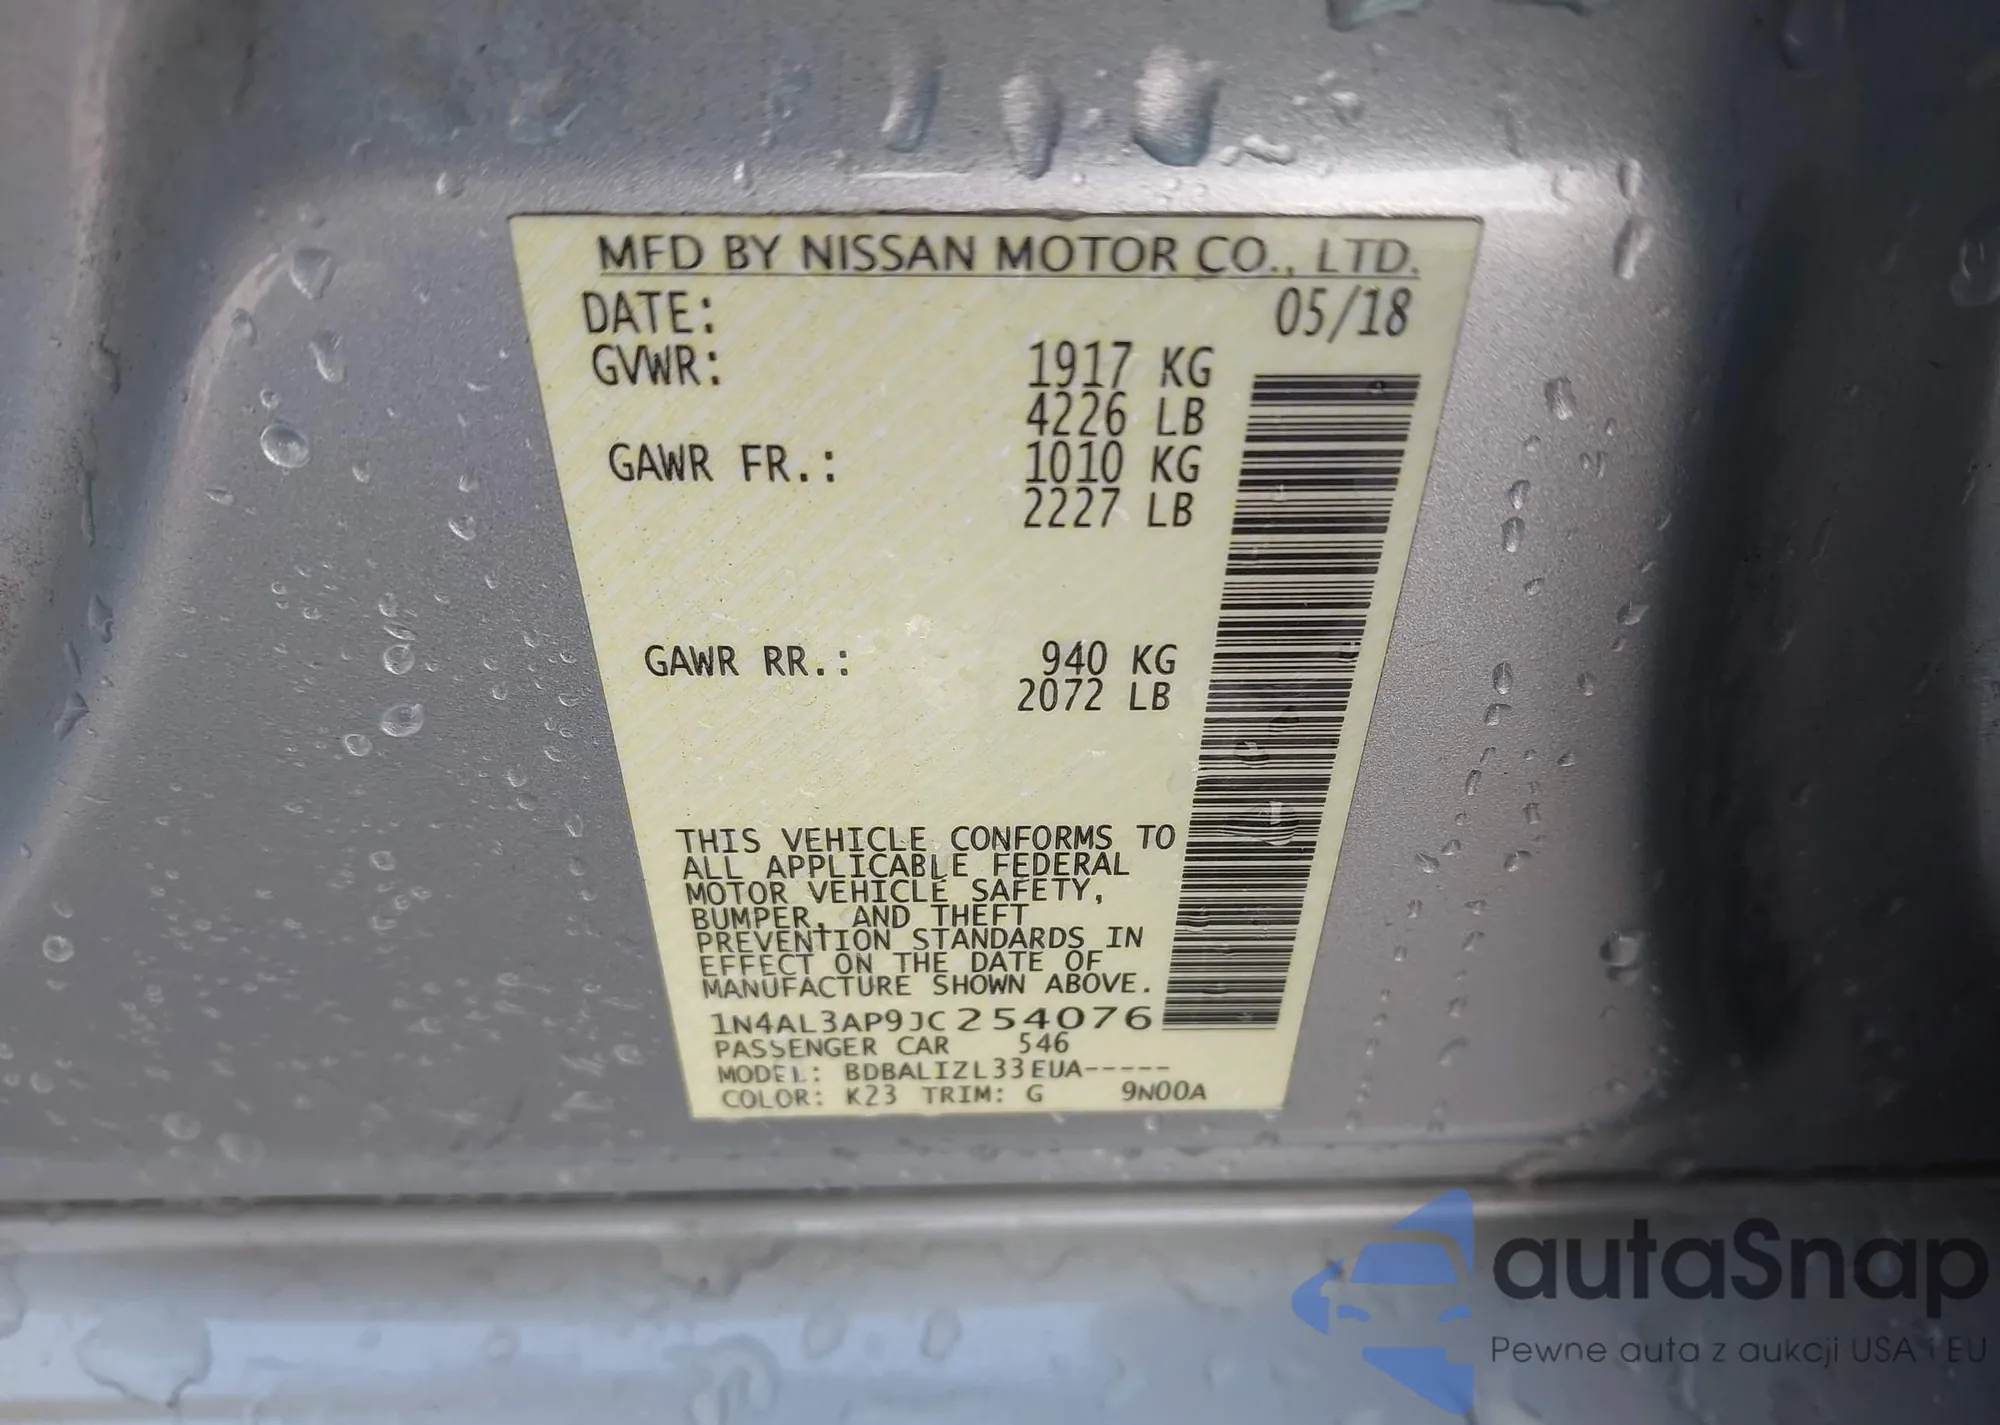 MFD BY NISSAN MOTOR CO., LTD.
DATE: 05/18
GVWR: 1917 KG
4226 LB
GAWR FR.: 1010 KG
2227 LB
GAWR RR.: 940 KG
2072 LB
THIS VEHICLE CONFORMS TO
ALL APPLICABLE FEDERAL
MOTOR VEHICLE SAFETY,
BUMPER, AND THEFT
PREVENTION STANDARDS IN
EFFECT ON THE DATE OF
MANUFACTURE SHOWN ABOVE.
1N4AL3AP9JC254076
PASSENGER CAR 546
MODEL: BDBALIZL33EUA-----
COLOR: K23 TRIM: G 9N00A
autaSnap
Pewne auta z aukcji USA i EU